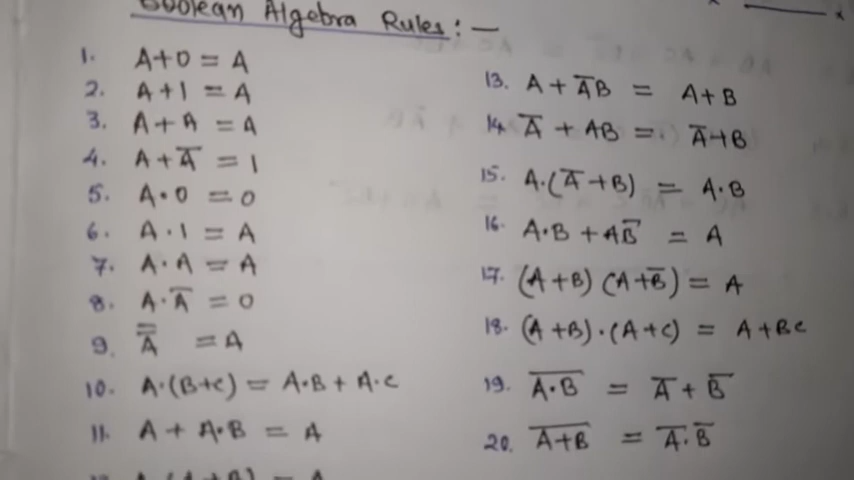 Boolean Algebra Rules : —
1. A+0 = A
2. A+1 = A
3. A+A = A
4. A+A̅ = 1
5. A·0 = 0
6. A·1 = A
7. A·A = A
8. A·A̅ = 0
9. A̿ = A
10. A·(B+C) = A·B + A·C
11. A + A·B = A
12. A·(A+B) = A
13. A + A̅B = A+B
14. A̅ + AB = A̅+B
15. A·(A̅+B) = A·B
16. A·B + AB̅ = A
17. (A+B) (A+B̅) = A
18. (A+B)·(A+C) = A+BC
19. A̅·̅B̅ = A̅ + B̅
20. A̅+̅B̅ = A̅·B̅